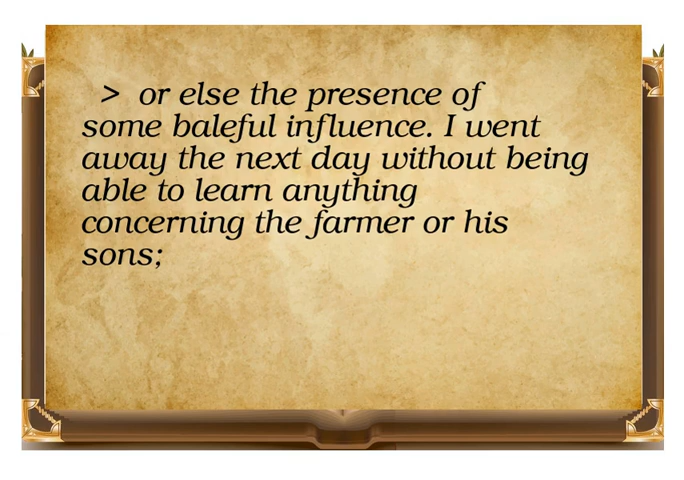 > or else the presence of
some baleful influence. I went
away the next day without being
able to learn anything
concerning the farmer or his
sons;